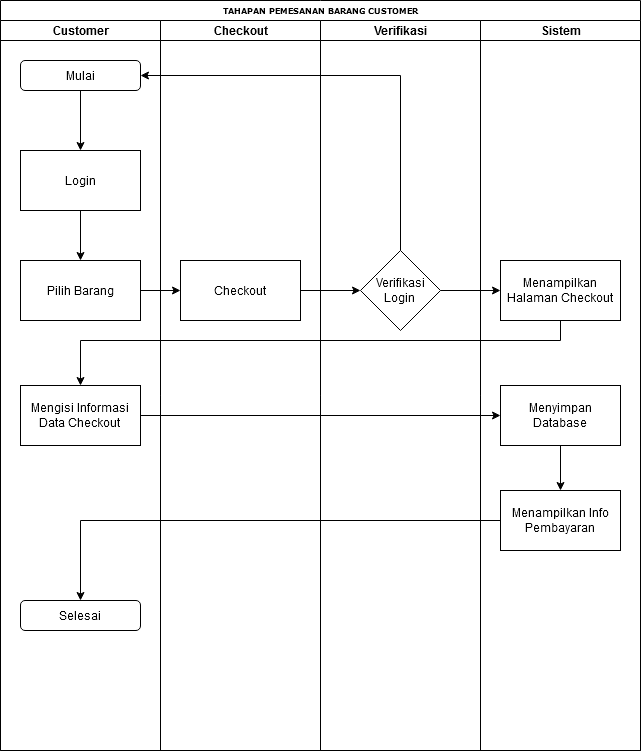 TAHAPAN PEMESANAN BARANG CUSTOMER
Customer
Checkout
Verifikasi
Sistem
Mulai
Login
Pilih Barang
Checkout
Verifikasi
Login
Menampilkan
Halaman Checkout
Mengisi Informasi
Data Checkout
Menyimpan
Database
Menampilkan Info
Pembayaran
Selesai